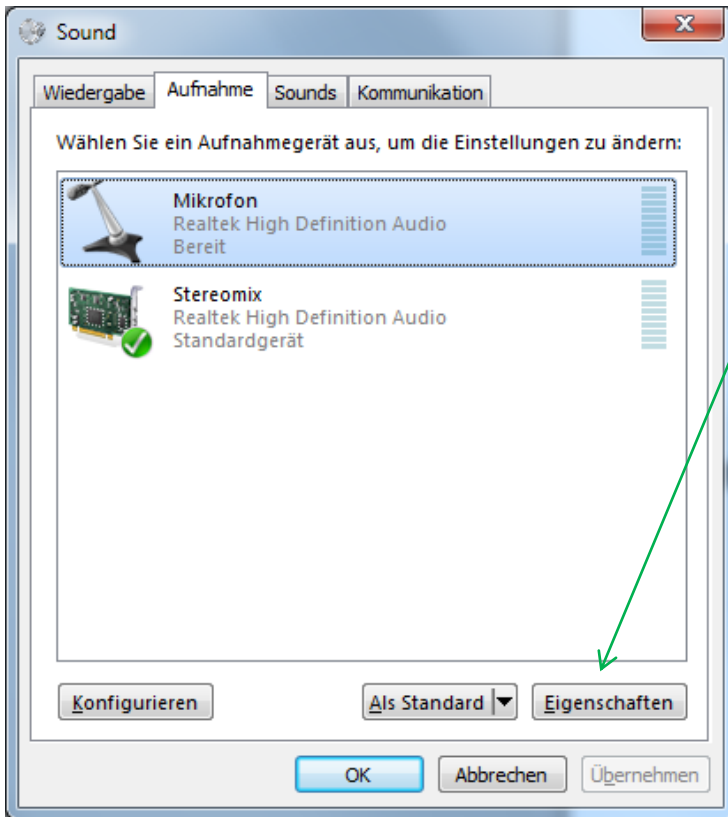 Sound
Wiedergabe Aufnahme Sounds Kommunikation
Wählen Sie ein Aufnahmegerät aus, um die Einstellungen zu ändern:
Mikrofon
Realtek High Definition Audio
Bereit
Stereomix
Realtek High Definition Audio
Standardgerät
Konfigurieren Als Standard Eigenschaften
OK Abbrechen Übernehmen